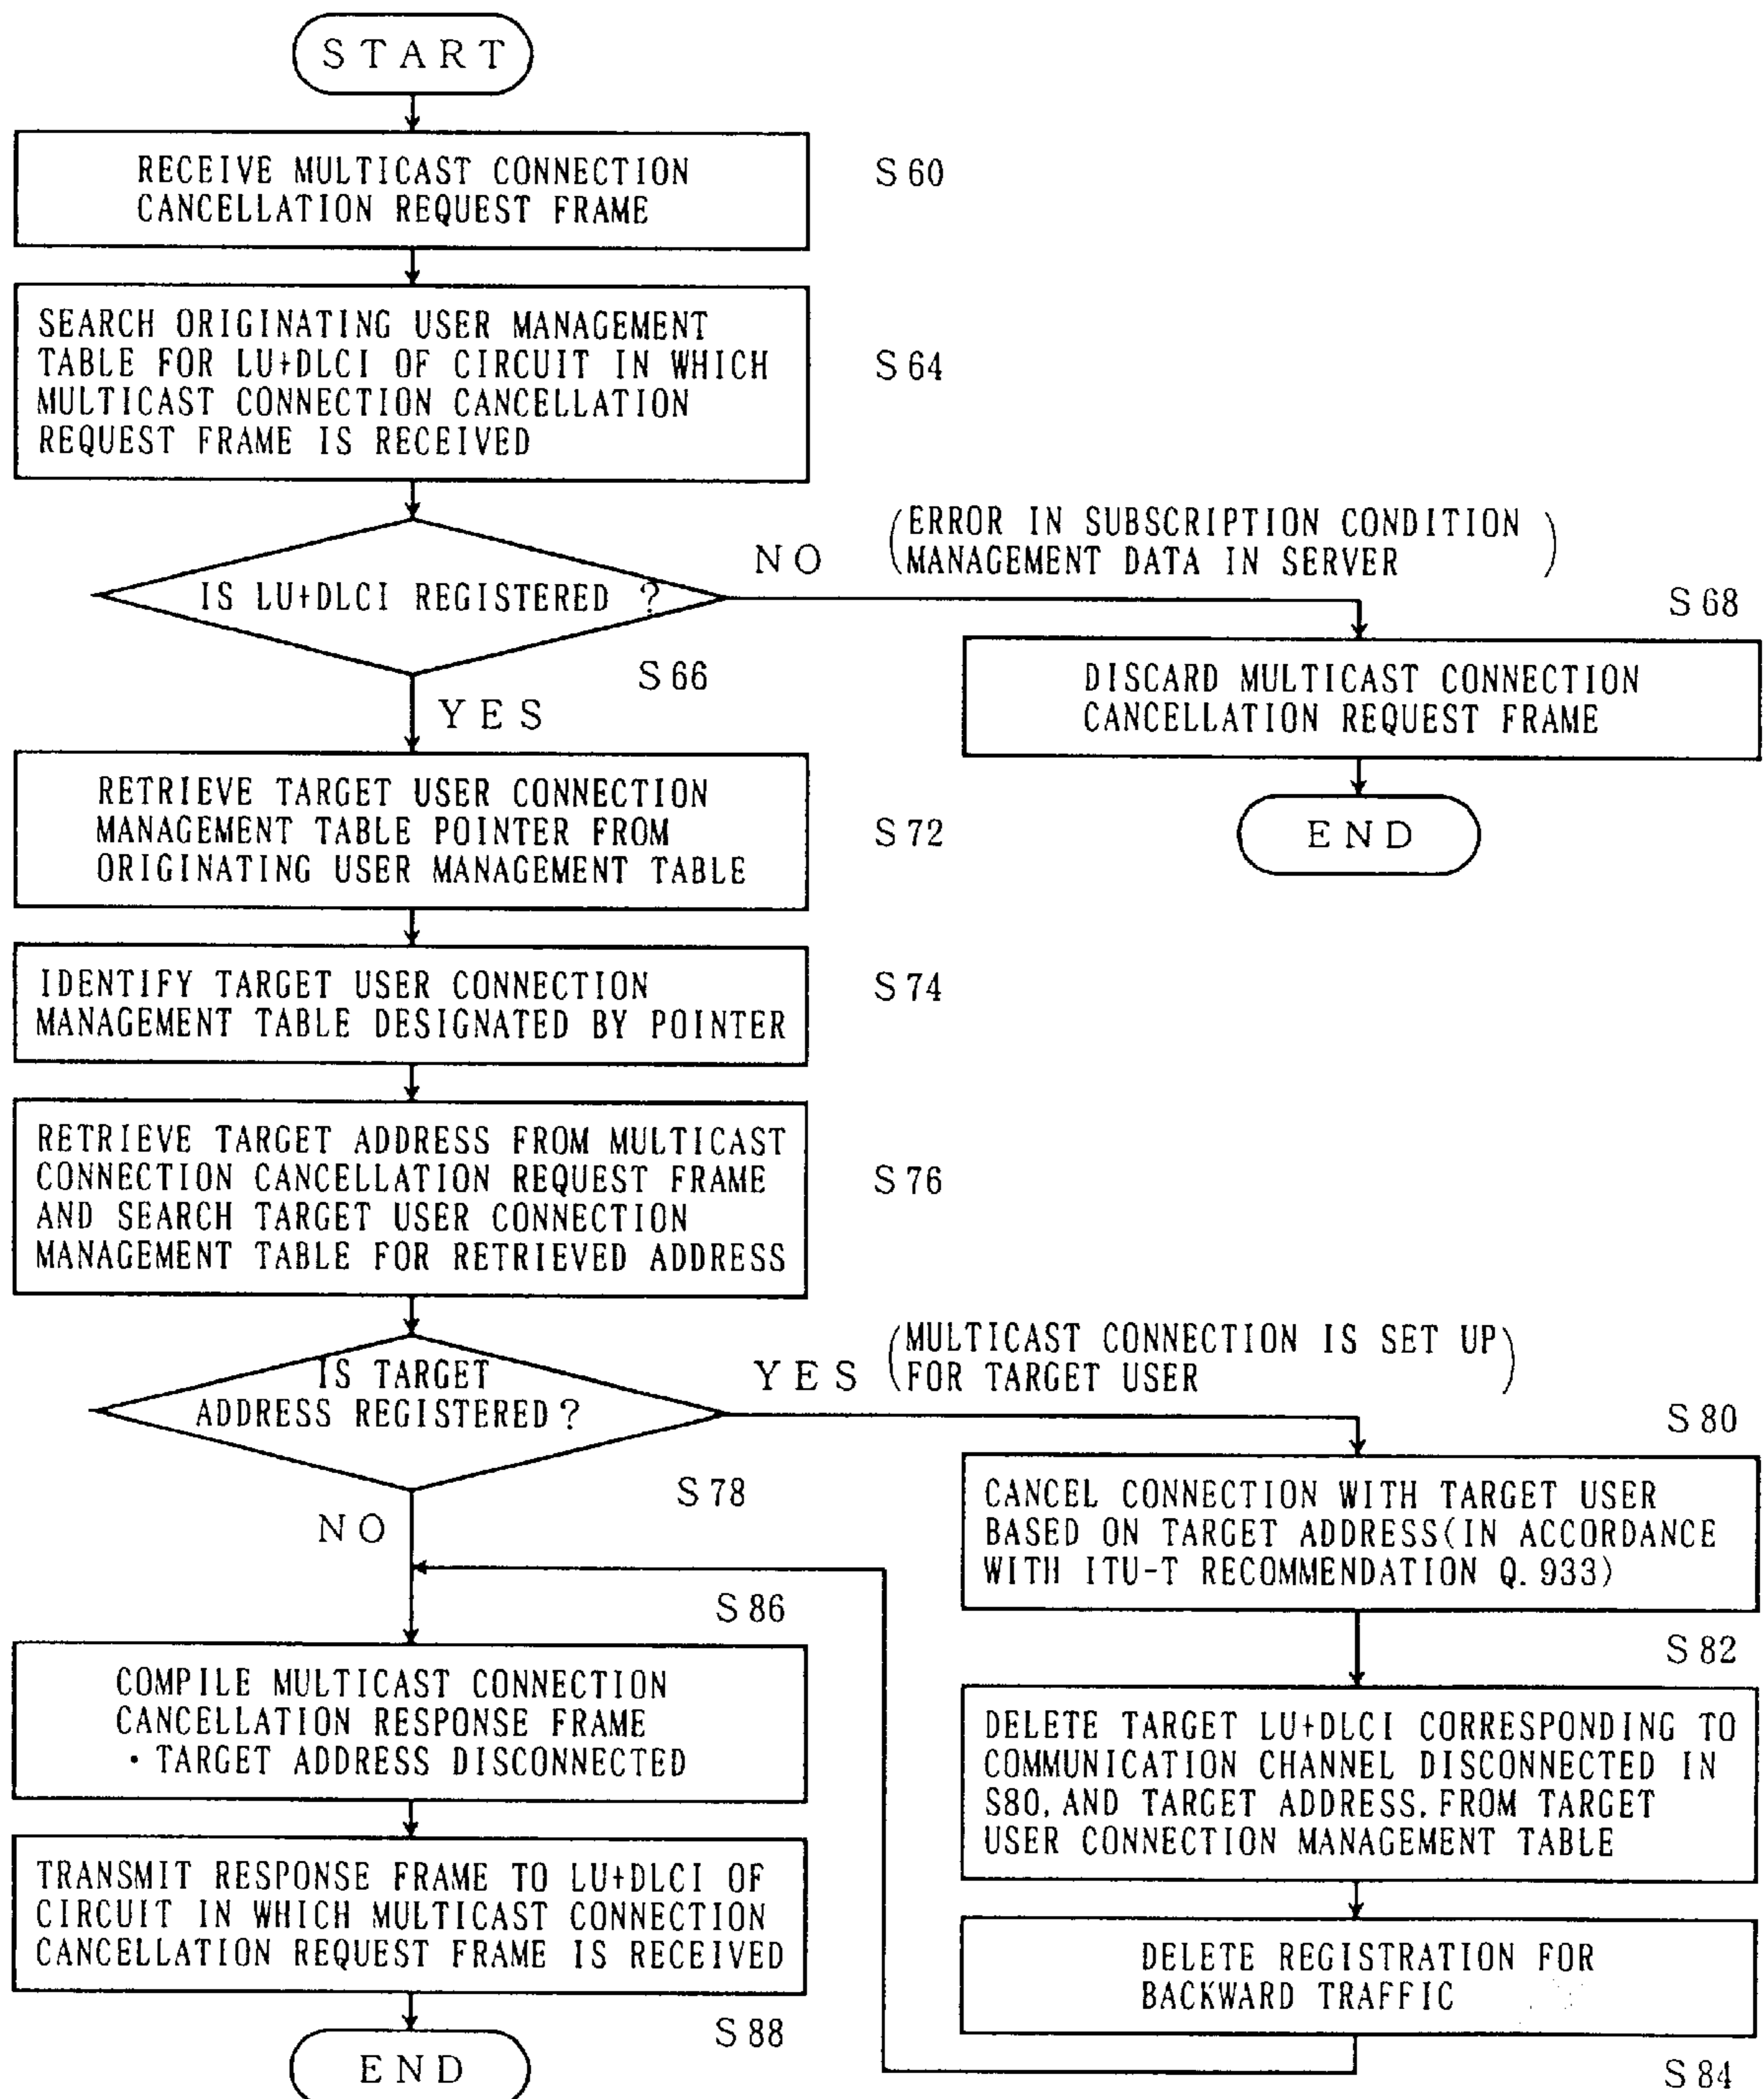 START
RECEIVE MULTICAST CONNECTION
CANCELLATION REQUEST FRAME
S60
SEARCH ORIGINATING USER MANAGEMENT
TABLE FOR LU+DLCI OF CIRCUIT IN WHICH
MULTICAST CONNECTION CANCELLATION
REQUEST FRAME IS RECEIVED
S64
IS LU+DLCI REGISTERED ?
S66
NO
(ERROR IN SUBSCRIPTION CONDITION
MANAGEMENT DATA IN SERVER)
S68
DISCARD MULTICAST CONNECTION
CANCELLATION REQUEST FRAME
END
YES
RETRIEVE TARGET USER CONNECTION
MANAGEMENT TABLE POINTER FROM
ORIGINATING USER MANAGEMENT TABLE
S72
IDENTIFY TARGET USER CONNECTION
MANAGEMENT TABLE DESIGNATED BY POINTER
S74
RETRIEVE TARGET ADDRESS FROM MULTICAST
CONNECTION CANCELLATION REQUEST FRAME
AND SEARCH TARGET USER CONNECTION
MANAGEMENT TABLE FOR RETRIEVED ADDRESS
S76
IS TARGET
ADDRESS REGISTERED?
S78
YES
(MULTICAST CONNECTION IS SET UP
FOR TARGET USER)
S80
CANCEL CONNECTION WITH TARGET USER
BASED ON TARGET ADDRESS(IN ACCORDANCE
WITH ITU-T RECOMMENDATION Q.933)
S82
DELETE TARGET LU+DLCI CORRESPONDING TO
COMMUNICATION CHANNEL DISCONNECTED IN
S80, AND TARGET ADDRESS, FROM TARGET
USER CONNECTION MANAGEMENT TABLE
DELETE REGISTRATION FOR
BACKWARD TRAFFIC
S84
NO
S86
COMPILE MULTICAST CONNECTION
CANCELLATION RESPONSE FRAME
・TARGET ADDRESS DISCONNECTED
TRANSMIT RESPONSE FRAME TO LU+DLCI OF
CIRCUIT IN WHICH MULTICAST CONNECTION
CANCELLATION REQUEST FRAME IS RECEIVED
S88
END